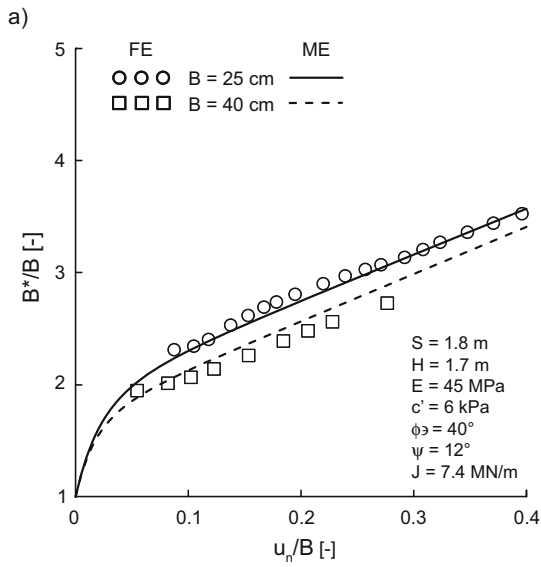 a)
FE ME
B = 25 cm
B = 40 cm
5
4
3
2
1
B*/B [-]
S = 1.8 m
H = 1.7 m
E = 45 MPa
c' = 6 kPa
ϕ϶ = 40°
ψ = 12°
J = 7.4 MN/m
0 0.1 0.2 0.3 0.4
uₙ/B [-]